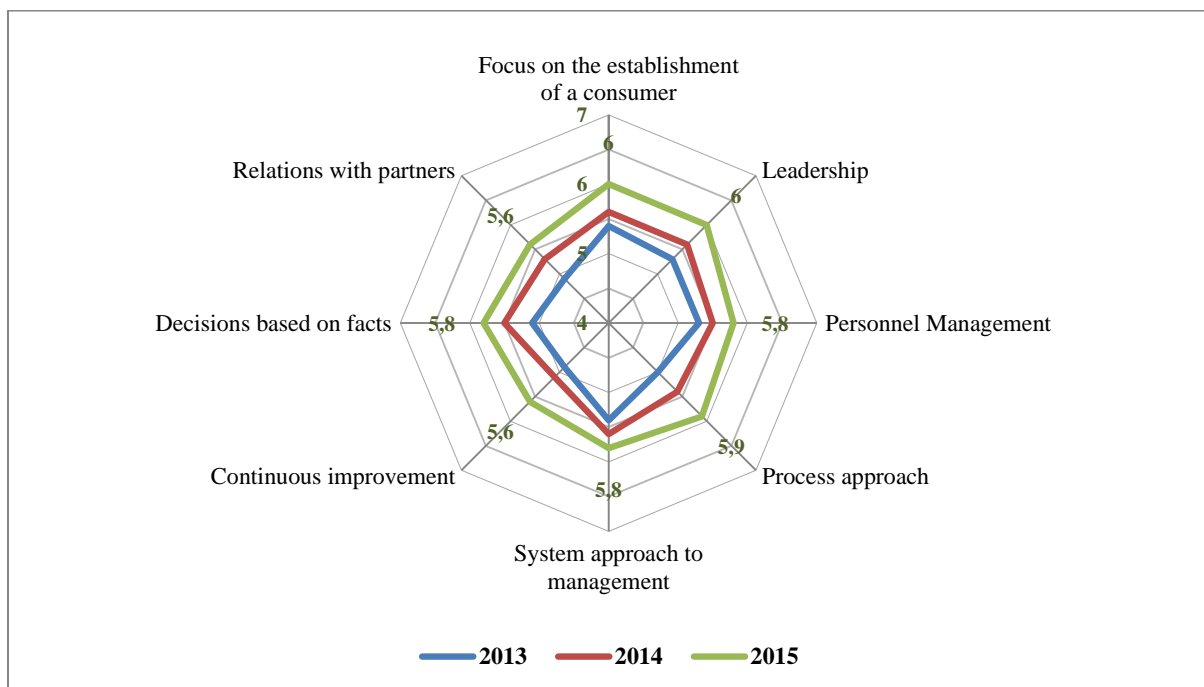 Focus on the establishment
of a consumer
7
6
Relations with partners
Leadership
6
6
5,6
5
Decisions based on facts
5,8
4
5,8
Personnel Management
5,6
5,9
Continuous improvement
Process approach
5,8
System approach to
management
2013 2014 2015